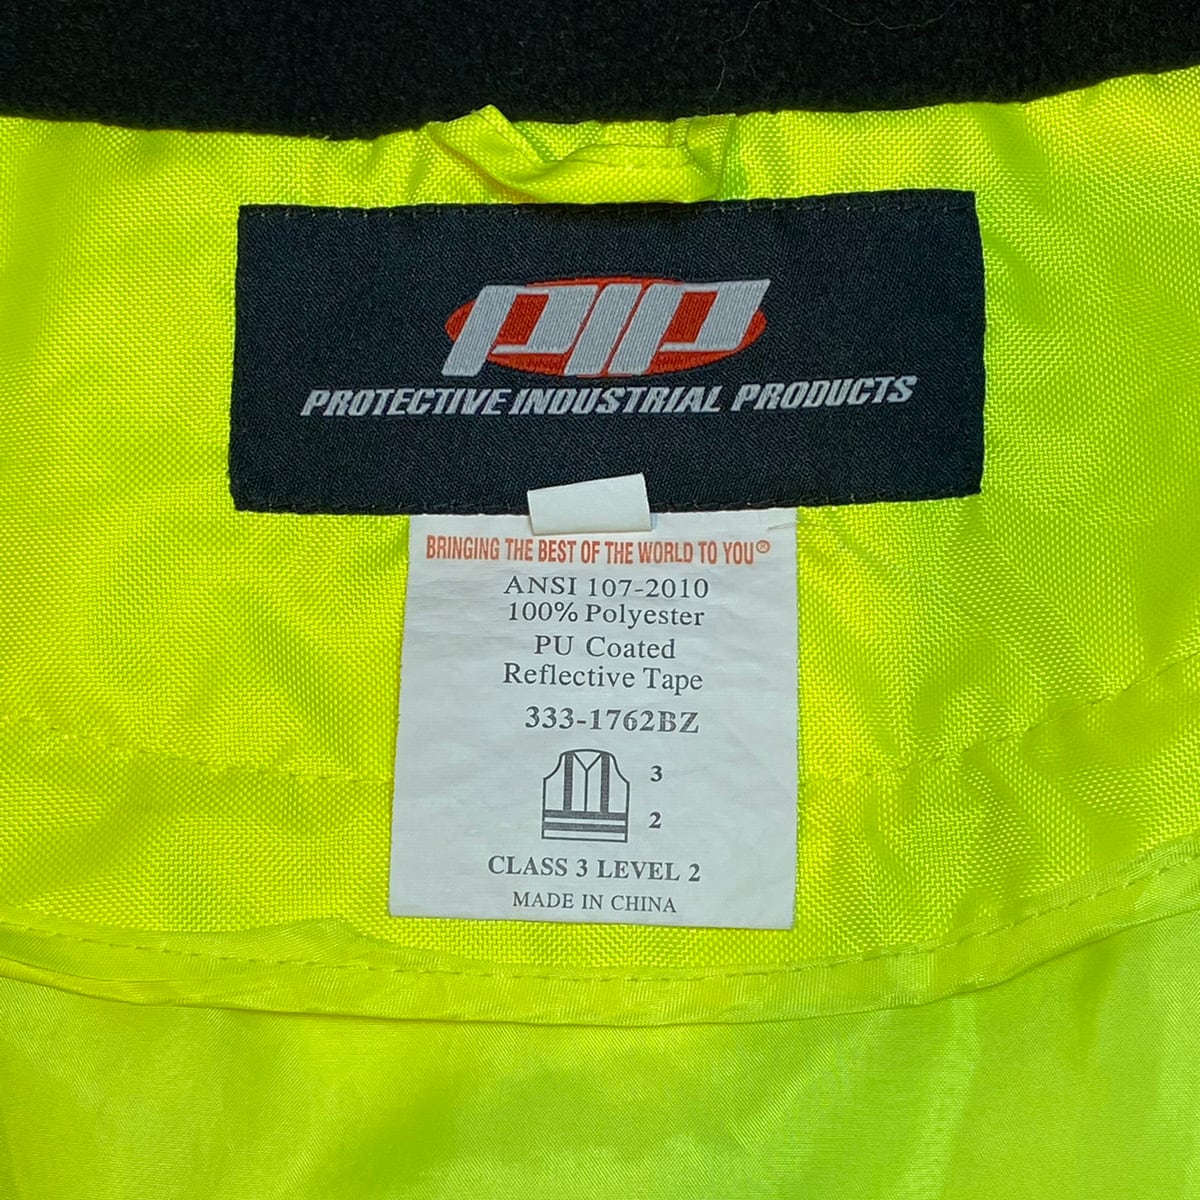 PIP
PROTECTIVE INDUSTRIAL PRODUCTS
BRINGING THE BEST OF THE WORLD TO YOU®
ANSI 107-2010
100% Polyester
PU Coated
Reflective Tape
333-1762BZ
3
2
CLASS 3 LEVEL 2
MADE IN CHINA